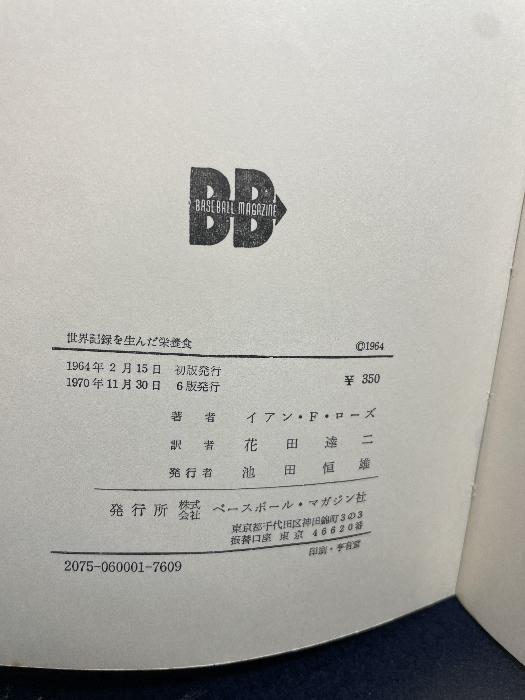 BB
BASEBALL MAGAZINE
世界記録を生んだ栄養食
©1964
1964年2月15日 初版発行
1970年11月30日 6版発行
¥ 350
著者 イアン・F・ローズ
訳者 花田達二
発行者 池田恒雄
発行所 株式会社 ベースボール・マガジン社
東京都千代田区神田錦町3の3
振替口座 東京 46620番
印刷・
2075-060001-7609